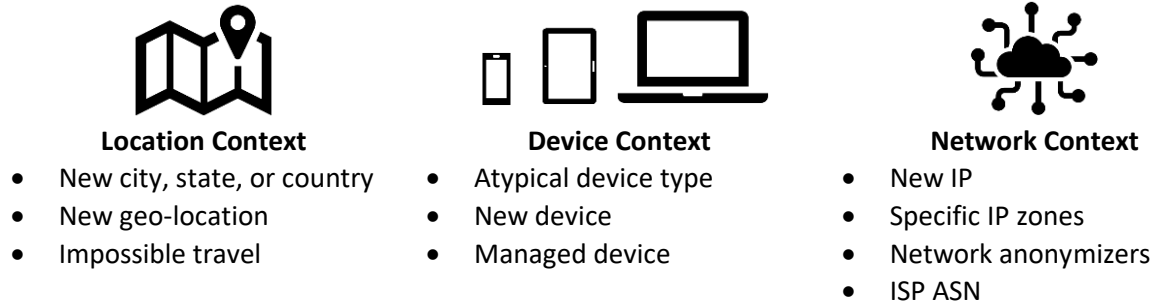 Location Context
• New city, state, or country
• New geo-location
• Impossible travel
Device Context
• Atypical device type
• New device
• Managed device
Network Context
• New IP
• Specific IP zones
• Network anonymizers
• ISP ASN